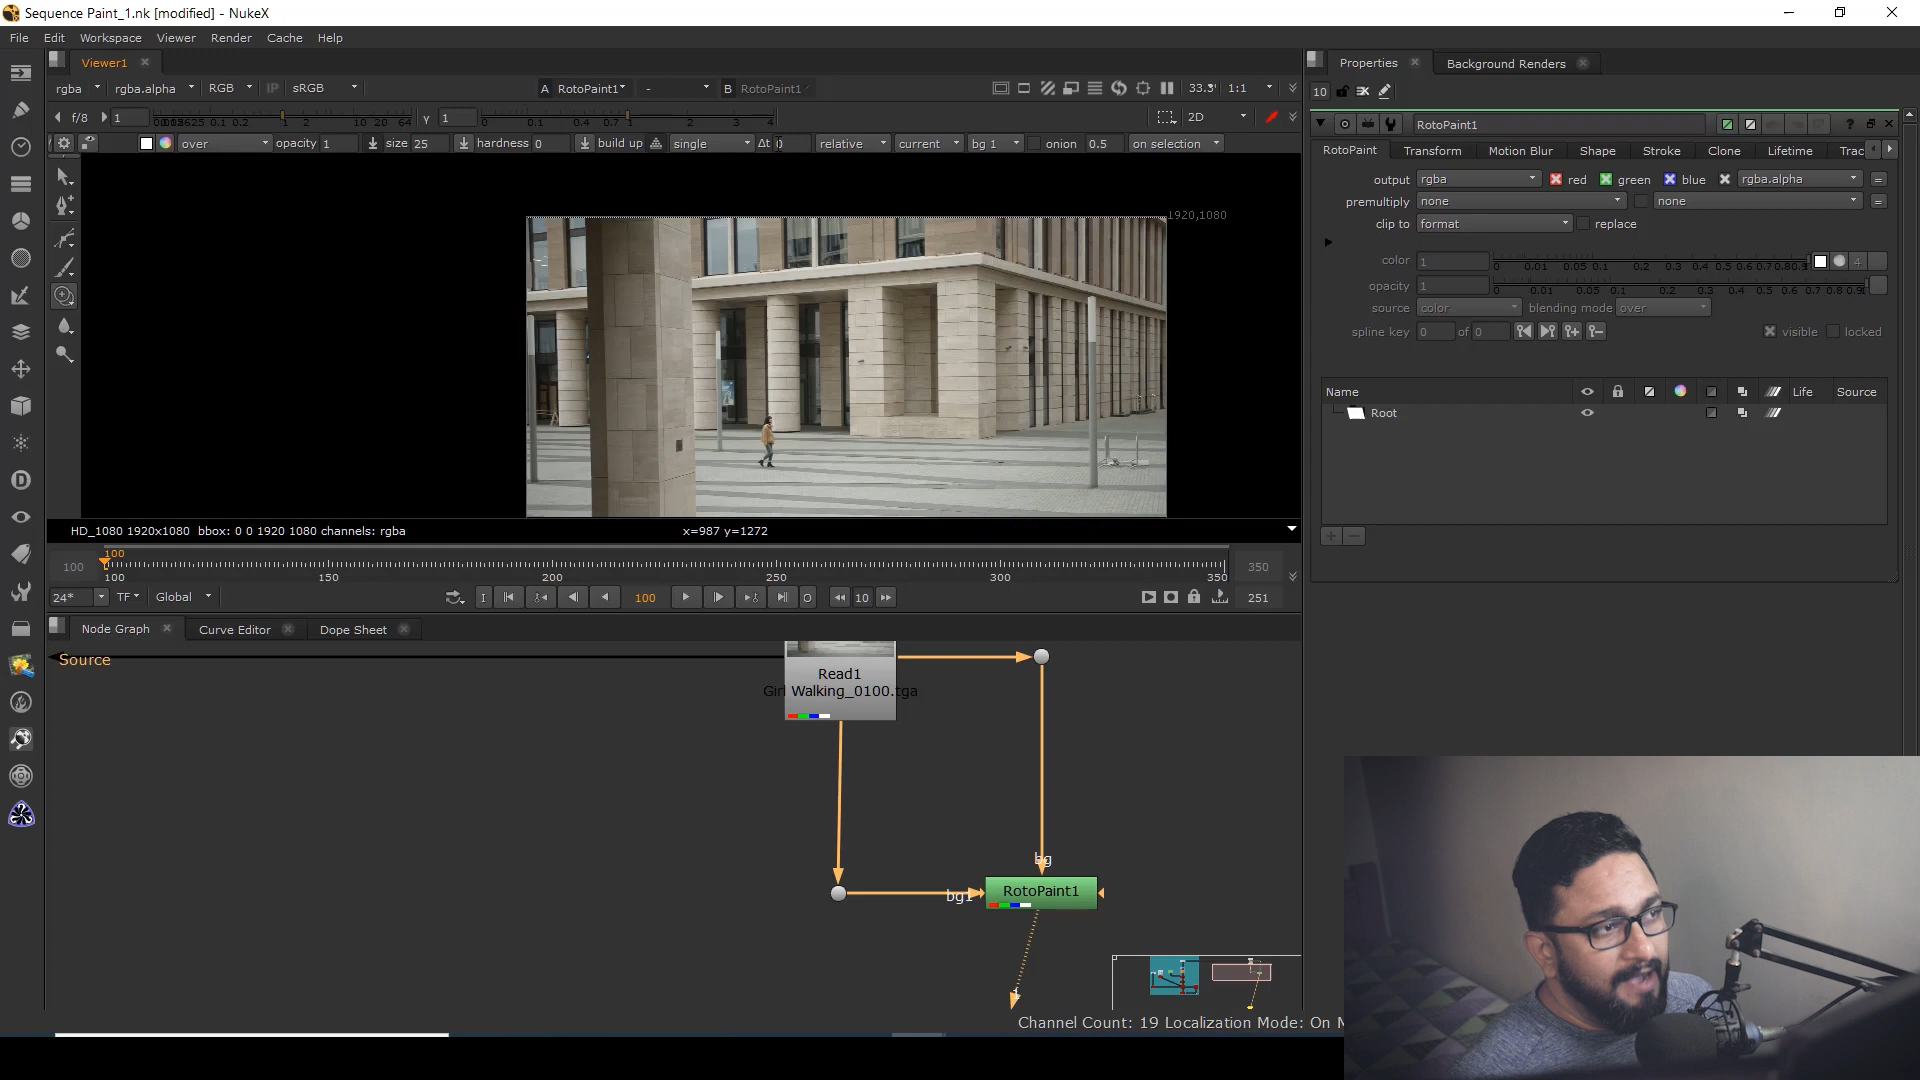 Sequence Paint_1.nk [modified] - NukeX
File Edit Workspace Viewer Render Cache Help
Viewer1
Properties
Background Renders
rgba rgba.alpha RGB IP sRGB A RotoPaint1 - B RotoPaint1 33.3 1:1
10
f/8 1 γ 1 2D
RotoPaint1
over opacity 1 size 25 hardness 0 build up single Δt relative current bg 1 onion 0.5 on selection
RotoPaint Transform Motion Blur Shape Stroke Clone Lifetime Trac
output rgba red green blue rgba.alpha =
premultiply none none =
clip to format replace
1920,1080
color 1
opacity 1
source color blending mode over
spline key 0 of 0 visible locked
Name Life Source
Root
HD_1080 1920x1080 bbox: 0 0 1920 1080 channels: rgba x=987 y=1272
100
100 350
100 150 200 250 300 350
24* TF Global I 100 O 10 251
Node Graph Curve Editor Dope Sheet
Source
Read1
Girl Walking_0100.tga
bg
bg1
RotoPaint1
1
Channel Count: 19 Localization Mode: On M